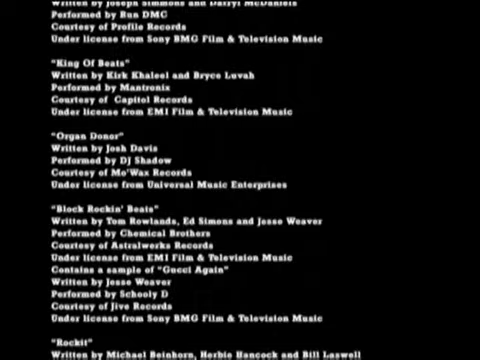 Written by Joseph Simmons and Darryl McDaniels
Performed by Run DMC
Courtesy of Profile Records
Under license from Sony BMG Film & Television Music
"King Of Beats"
Written by Kirk Khaleel and Bryce Luvah
Performed by Mantronix
Courtesy of Capitol Records
Under license from EMI Film & Television Music
"Organ Donor"
Written by Josh Davis
Performed by DJ Shadow
Courtesy of Mo'Wax Records
Under license from Universal Music Enterprises
"Block Rockin' Beats"
Written by Tom Rowlands, Ed Simons and Jesse Weaver
Performed by Chemical Brothers
Courtesy of Astralwerks Records
Under license from EMI Film & Television Music
Contains a sample of "Gucci Again"
Written by Jesse Weaver
Performed by Schooly D
Courtesy of Jive Records
Under license from Sony BMG Film & Television Music
"Rockit"
Written by Michael Beinhorn, Herbie Hancock and Bill Laswell